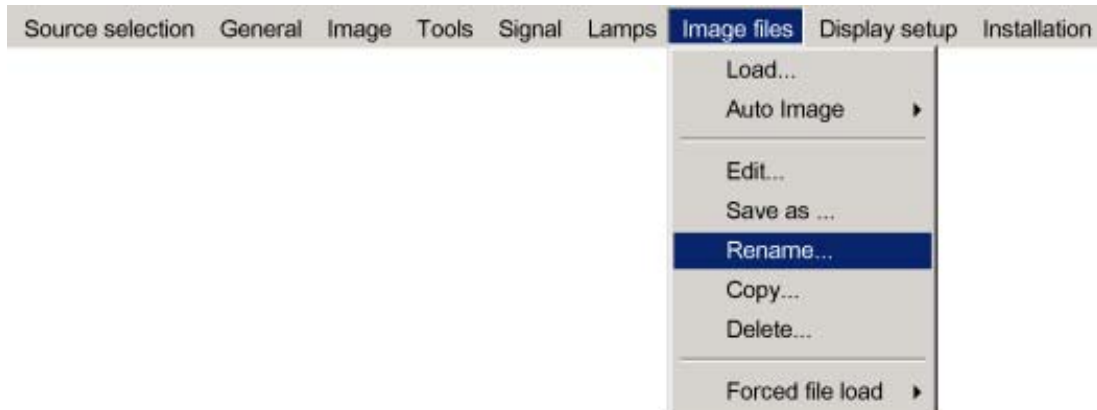 Source selection General Image Tools Signal Lamps Image files Display setup Installation
Load...
Auto Image
Edit...
Save as ...
Rename...
Copy...
Delete...
Forced file load